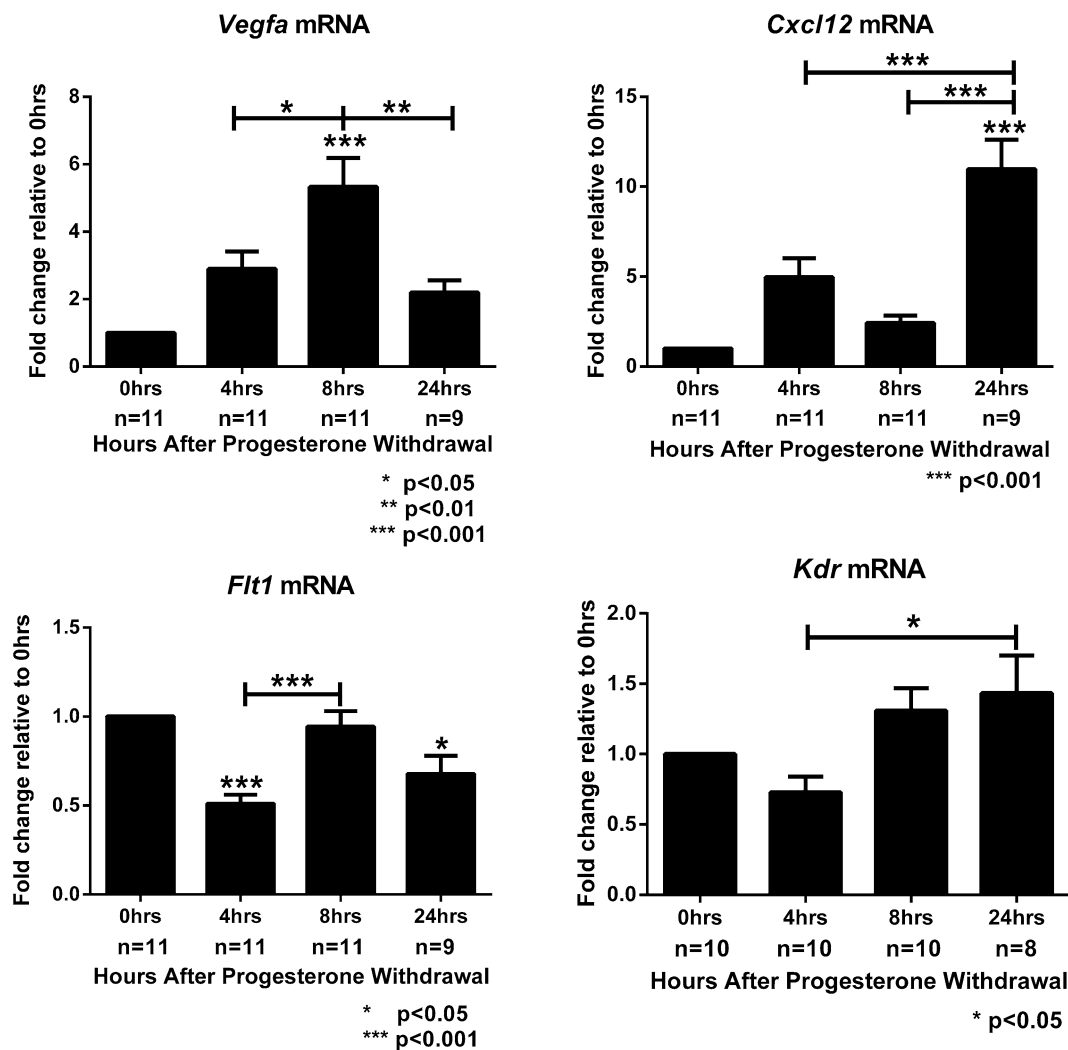 Vegfa mRNA
Fold change relative to 0hrs
8
6
4
2
0
* **
***
0hrs 4hrs 8hrs 24hrs
n=11 n=11 n=11 n=9
Hours After Progesterone Withdrawal
* p<0.05
** p<0.01
*** p<0.001
Cxcl12 mRNA
Fold change relative to 0hrs
15
10
5
0
***
***
***
0hrs 4hrs 8hrs 24hrs
n=11 n=11 n=11 n=9
Hours After Progesterone Withdrawal
*** p<0.001
Flt1 mRNA
Fold change relative to 0hrs
1.5
1.0
0.5
0.0
***
*
***
0hrs 4hrs 8hrs 24hrs
n=11 n=11 n=11 n=9
Hours After Progesterone Withdrawal
* p<0.05
*** p<0.001
Kdr mRNA
Fold change relative to 0hrs
2.0
1.5
1.0
0.5
0.0
*
0hrs 4hrs 8hrs 24hrs
n=10 n=10 n=10 n=8
Hours After Progesterone Withdrawal
* p<0.05